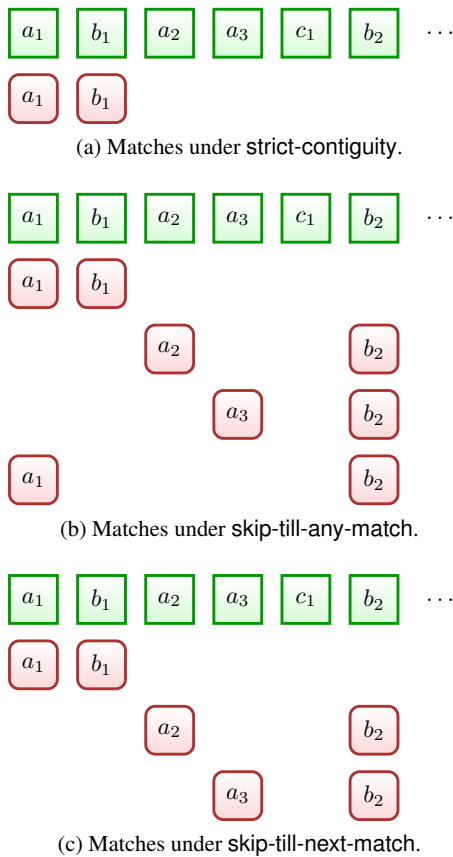 a1 b1 a2 a3 c1 b2 ...
a1 b1
(a) Matches under strict-contiguity.
a1 b1 a2 a3 c1 b2 ...
a1 b1
a2 b2
a3 b2
a1 b2
(b) Matches under skip-till-any-match.
a1 b1 a2 a3 c1 b2 ...
a1 b1
a2 b2
a3 b2
(c) Matches under skip-till-next-match.